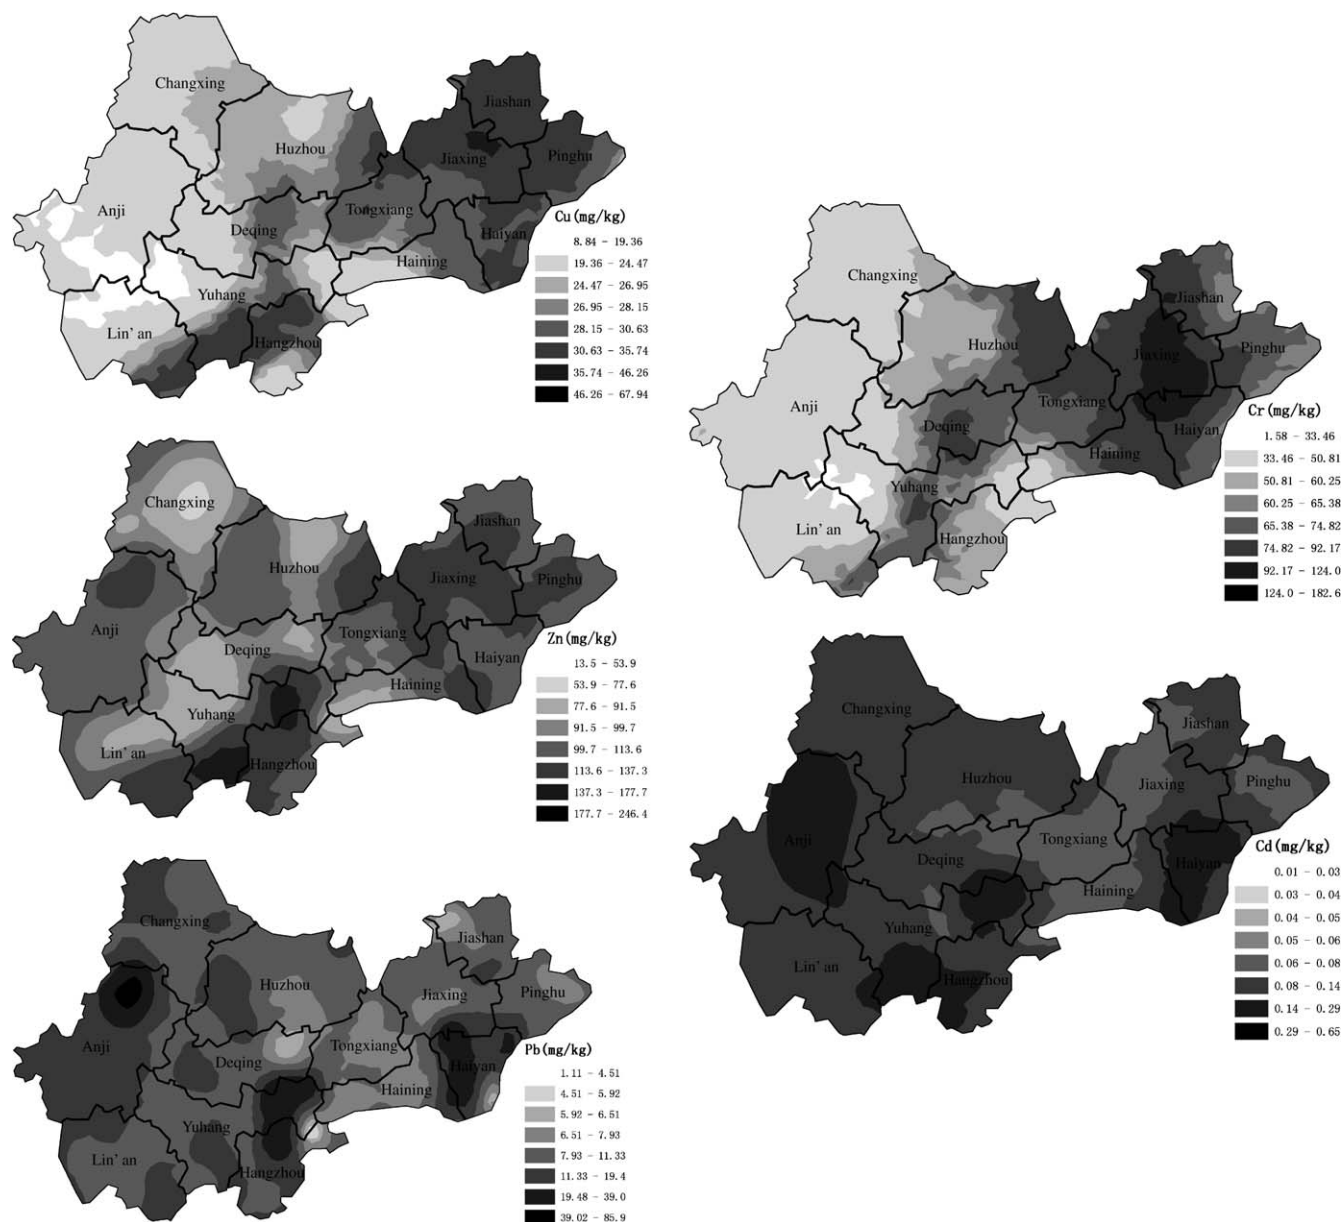 Changxing
Jiashan
Huzhou
Jiaxing
Pinghu
Anji
Deqing
Tongxiang
Haiyan
Haining
Yuhang
Lin' an
Hangzhou
Cu(mg/kg)
8.84 - 19.36
19.36 - 24.47
24.47 - 26.95
26.95 - 28.15
28.15 - 30.63
30.63 - 35.74
35.74 - 46.26
46.26 - 67.94
Changxing
Jiashan
Huzhou
Jiaxing
Pinghu
Anji
Deqing
Tongxiang
Haiyan
Haining
Yuhang
Lin' an
Hangzhou
Cr(mg/kg)
1.58 - 33.46
33.46 - 50.81
50.81 - 60.25
60.25 - 65.38
65.38 - 74.82
74.82 - 92.17
92.17 - 124.0
124.0 - 182.6
Changxing
Jiashan
Huzhou
Jiaxing
Pinghu
Anji
Deqing
Tongxiang
Haiyan
Haining
Yuhang
Lin' an
Hangzhou
Zn(mg/kg)
13.5 - 53.9
53.9 - 77.6
77.6 - 91.5
91.5 - 99.7
99.7 - 113.6
113.6 - 137.3
137.3 - 177.7
177.7 - 246.4
Changxing
Jiashan
Huzhou
Jiaxing
Pinghu
Anji
Deqing
Tongxiang
Haiyan
Haining
Yuhang
Lin' an
Hangzhou
Cd(mg/kg)
0.01 - 0.03
0.03 - 0.04
0.04 - 0.05
0.05 - 0.06
0.06 - 0.08
0.08 - 0.14
0.14 - 0.29
0.29 - 0.65
Changxing
Jiashan
Huzhou
Jiaxing
Pinghu
Anji
Deqing
Tongxiang
Haiyan
Haining
Yuhang
Lin' an
Hangzhou
Pb(mg/kg)
1.11 - 4.51
4.51 - 5.92
5.92 - 6.51
6.51 - 7.93
7.93 - 11.33
11.33 - 19.4
19.48 - 39.0
39.02 - 85.9